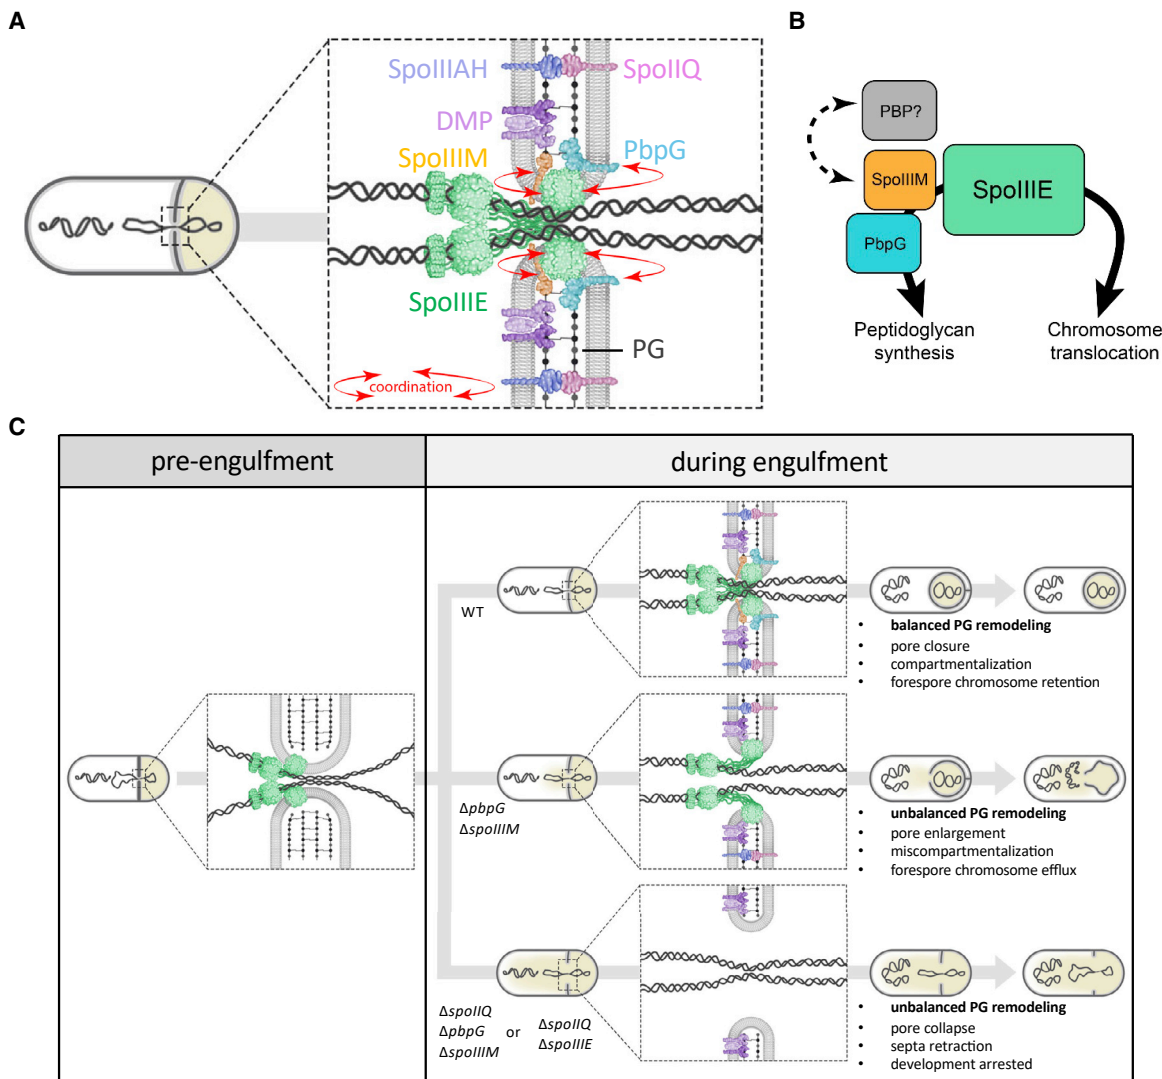 A
SpoIIIAH
SpoIIQ
DMP
SpoIIIM
PbpG
SpoIIIE
PG
coordination
B
PBP?
SpoIIIM
SpoIIIE
PbpG
Peptidoglycan
synthesis
Chromosome
translocation
C
pre-engulfment
during engulfment
WT
• balanced PG remodeling
• pore closure
• compartmentalization
• forespore chromosome retention
ΔpbpG
ΔspoIIIM
• unbalanced PG remodeling
• pore enlargement
• miscompartmentalization
• forespore chromosome efflux
ΔspoIIQ
ΔpbpG
ΔspoIIIM
or
ΔspoIIQ
ΔspoIIIE
• unbalanced PG remodeling
• pore collapse
• septa retraction
• development arrested